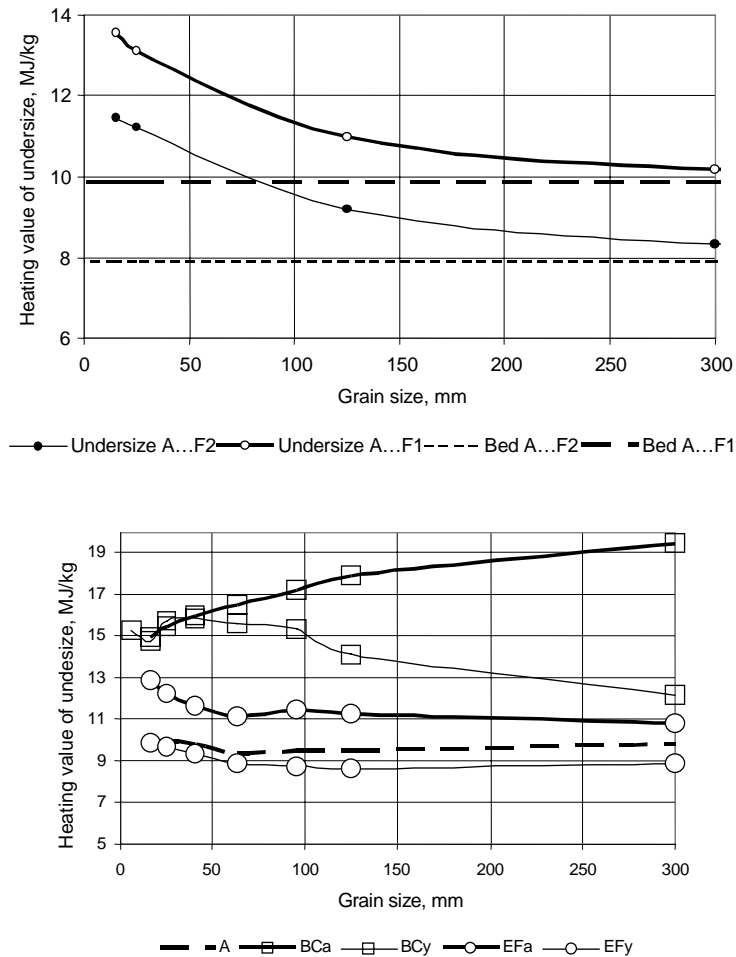 14
12
10
8
6
Heating value of undersize, MJ/kg
0 50 100 150 200 250 300
Grain size, mm
Undersize A…F2 Undersize A…F1 Bed A…F2 Bed A…F1
19
17
15
13
11
9
7
5
Heating value of undesize, MJ/kg
0 50 100 150 200 250 300
Grain size, mm
A BCa BCy EFa EFy